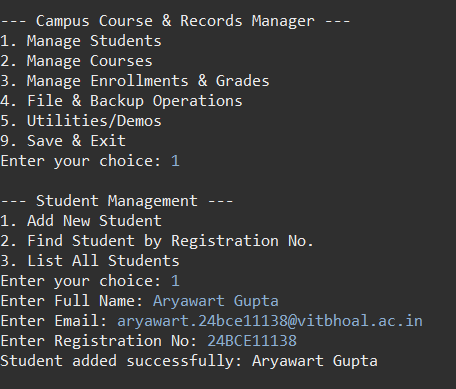 --- Campus Course & Records Manager ---
1. Manage Students
2. Manage Courses
3. Manage Enrollments & Grades
4. File & Backup Operations
5. Utilities/Demos
9. Save & Exit
Enter your choice: 1
--- Student Management ---
1. Add New Student
2. Find Student by Registration No.
3. List All Students
Enter your choice: 1
Enter Full Name: Aryawart Gupta
Enter Email: aryawart.24bce11138@vitbhoal.ac.in
Enter Registration No: 24BCE11138
Student added successfully: Aryawart Gupta